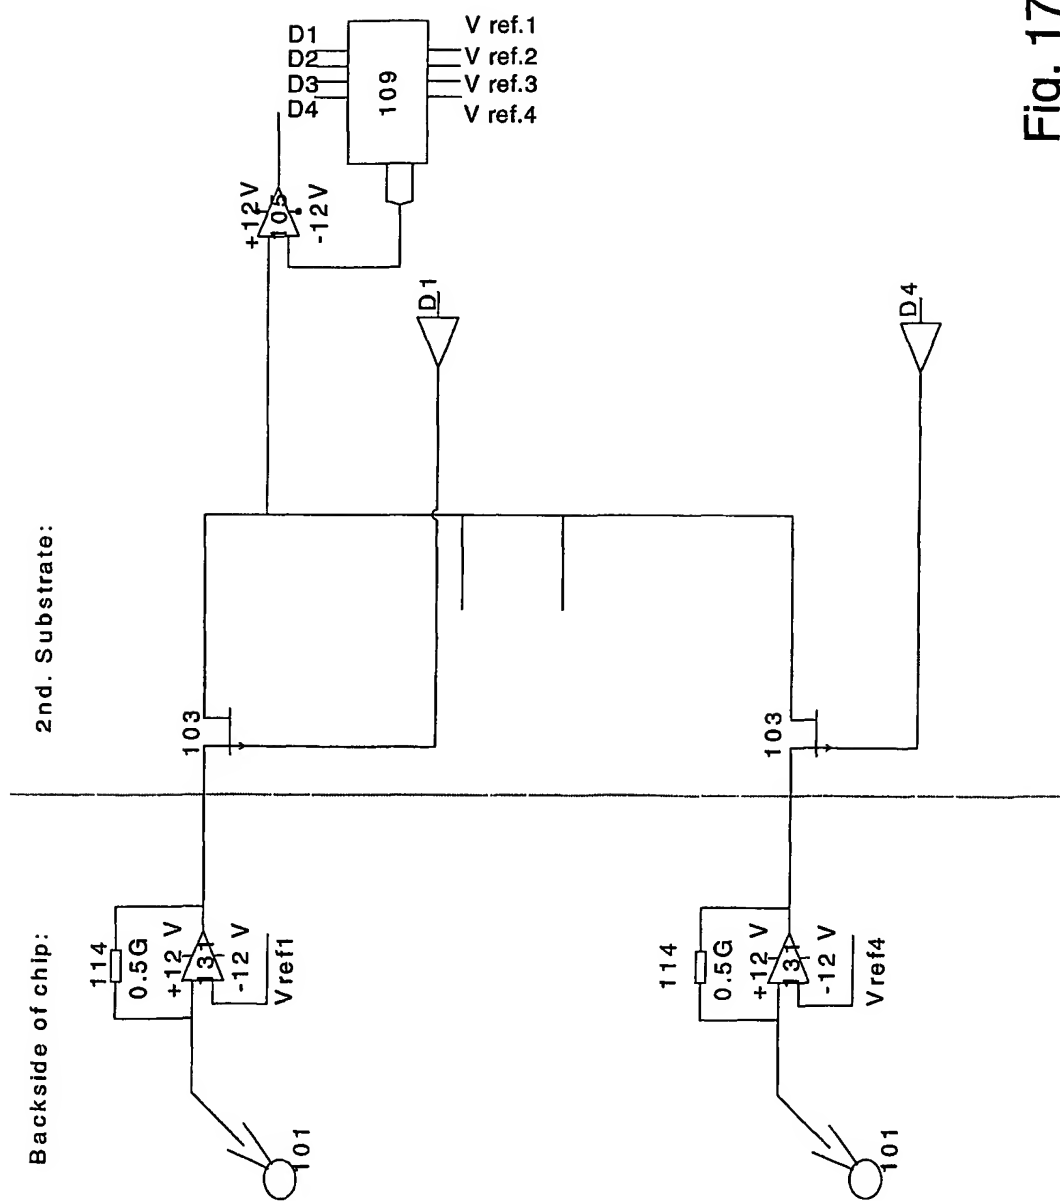 Backside of chip:
2nd. Substrate:
D1
D2
D3
D4
109
V ref.1
V ref.2
V ref.3
V ref.4
+12V
105
-12V
D1
D4
103
103
114
0.5G
+12 V
131
-12 V
Vref1
101
114
0.5G
+12 V
131
-12 V
Vref4
101
Fig. 17